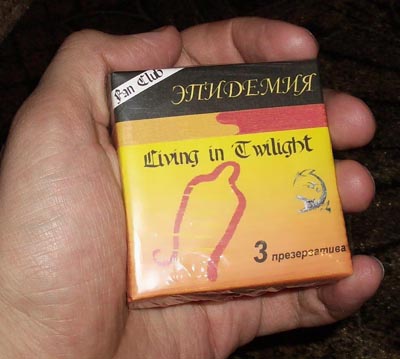 Fan Club
ЭПИДЕМИЯ
Living in Twilight
3 презерватива